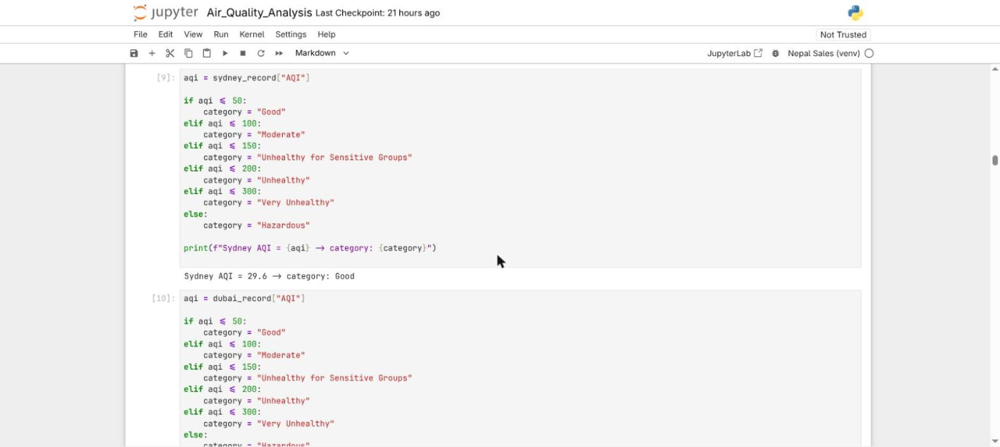 jupyter Air_Quality_Analysis Last Checkpoint: 21 hours ago
File Edit View Run Kernel Settings Help Not Trusted
Markdown JupyterLab Nepal Sales (venv)
[9]: aqi = sydney_record["AQI"]
if aqi ⩽ 50:
    category = "Good"
elif aqi ⩽ 100:
    category = "Moderate"
elif aqi ⩽ 150:
    category = "Unhealthy for Sensitive Groups"
elif aqi ⩽ 200:
    category = "Unhealthy"
elif aqi ⩽ 300:
    category = "Very Unhealthy"
else:
    category = "Hazardous"
print(f"Sydney AQI = {aqi} → category: {category}")
Sydney AQI = 29.6 → category: Good
[10]: aqi = dubai_record["AQI"]
if aqi ⩽ 50:
    category = "Good"
elif aqi ⩽ 100:
    category = "Moderate"
elif aqi ⩽ 150:
    category = "Unhealthy for Sensitive Groups"
elif aqi ⩽ 200:
    category = "Unhealthy"
elif aqi ⩽ 300:
    category = "Very Unhealthy"
else:
    category = "Hazardous"